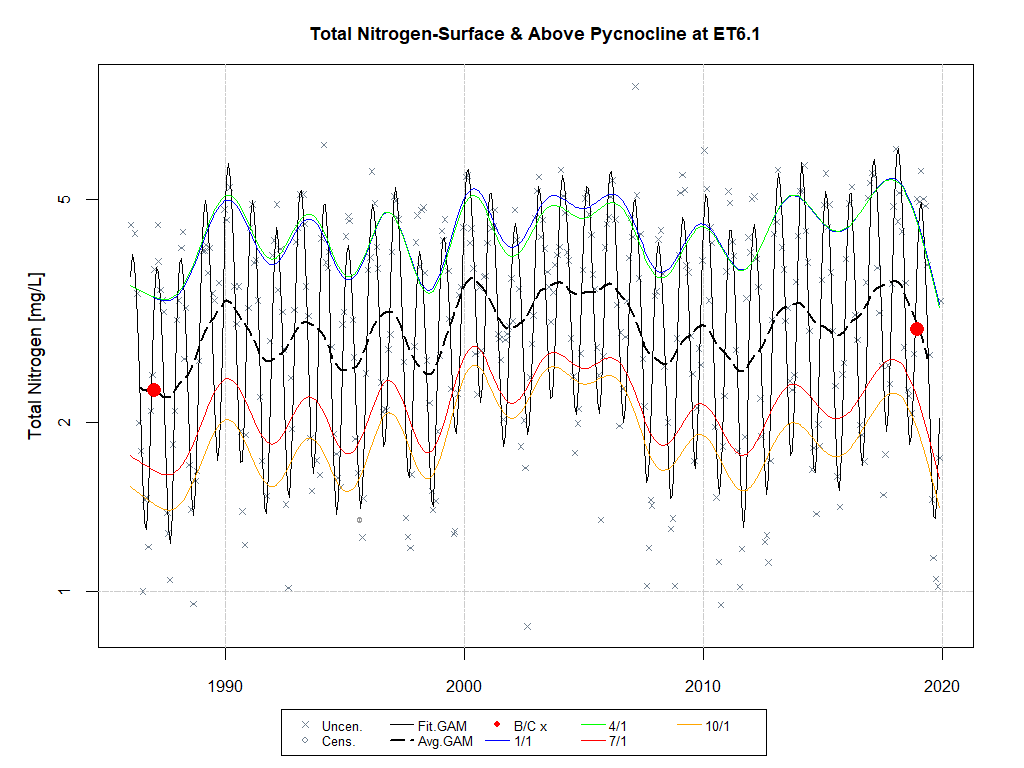 Total Nitrogen-Surface & Above Pycnocline at ET6.1
Total Nitrogen [mg/L]
5
2
1
1990 2000 2010 2020
Uncen. Fit.GAM B/C x 4/1 10/1
Cens. Avg.GAM 1/1 7/1